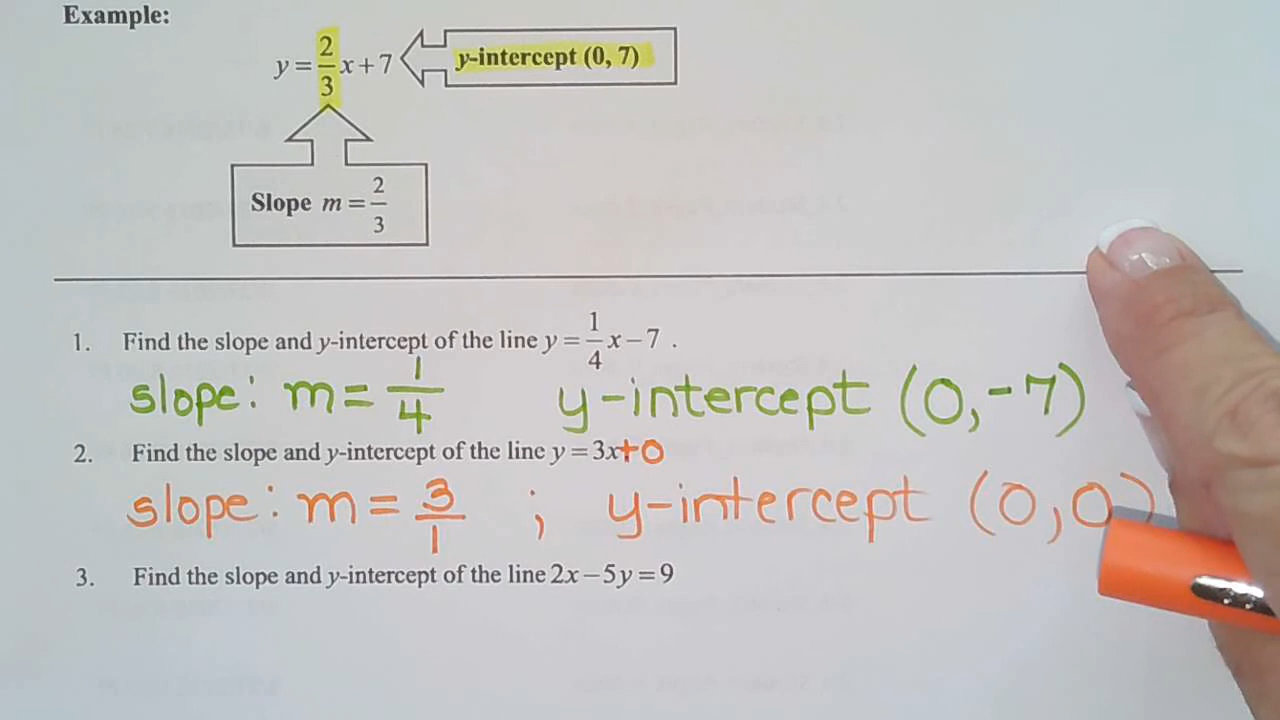 Example:
y = 2/3 x + 7
y-intercept (0, 7)
Slope m = 2/3
1. Find the slope and y-intercept of the line y = 1/4 x − 7 .
slope: m = 1/4 y-intercept (0, -7)
2. Find the slope and y-intercept of the line y = 3x+0
slope: m = 3/1 ; y-intercept (0,0)
3. Find the slope and y-intercept of the line 2x − 5y = 9